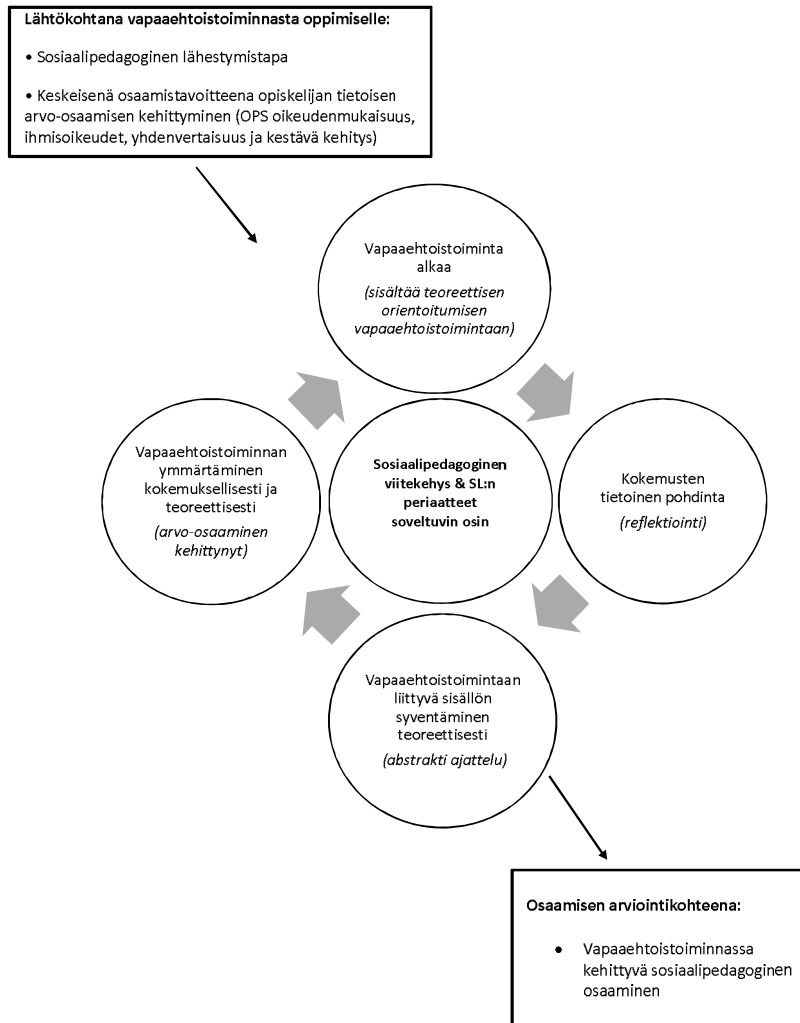 Lähtökohtana vapaaehtoistoiminnasta oppimiselle:
• Sosiaalipedagoginen lähestymistapa
• Keskeisenä osaamistavoitteena opiskelijan tietoisen
arvo-osaamisen kehittyminen (OPS oikeudenmukaisuus,
ihmisoikeudet, yhdenvertaisuus ja kestävä kehitys)
Vapaaehtoistoiminta
alkaa
(sisältää teoreettisen
orientoitumisen
vapaaehtoistoimintaan)
Vapaaehtoistoiminnan
ymmärtäminen
kokemuksellisesti ja
teoreettisesti
(arvo-osaaminen
kehittynyt)
Sosiaalipedagoginen
viitekehys & SL:n
periaatteet
soveltuvin osin
Kokemusten
tietoinen pohdinta
(reflektiointi)
Vapaaehtoistoimintaan
liittyvä sisällön
syventäminen
teoreettisesti
(abstrakti ajattelu)
Osaamisen arviointikohteena:
• Vapaaehtoistoiminnassa
kehittyvä sosiaalipedagoginen
osaaminen